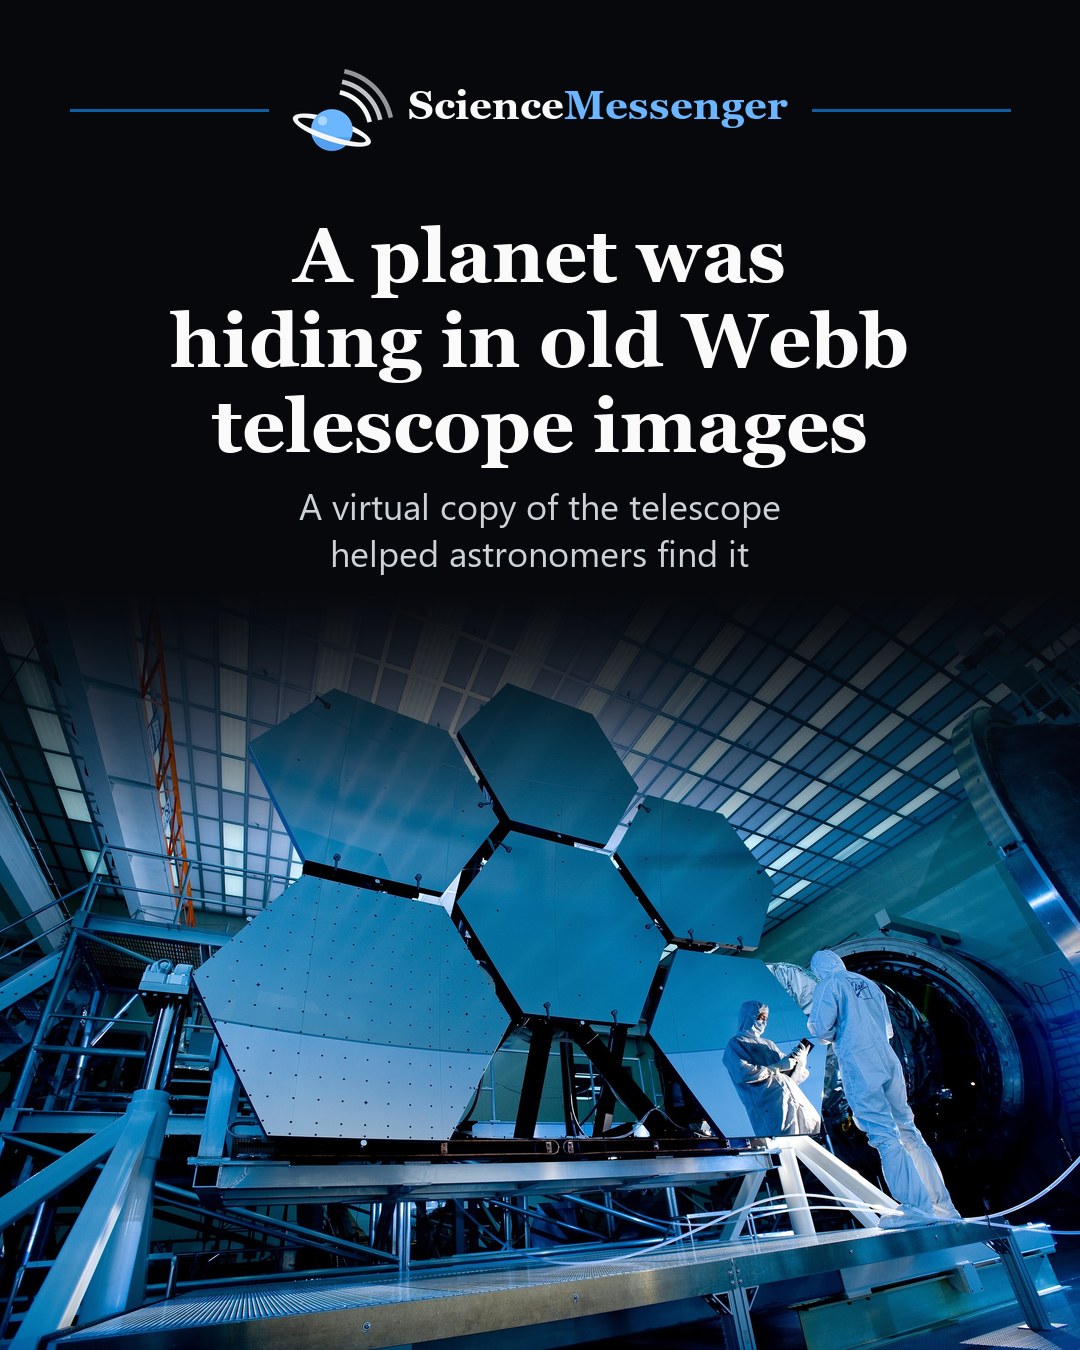 ScienceMessenger
A planet was
hiding in old Webb
telescope images
A virtual copy of the telescope
helped astronomers find it